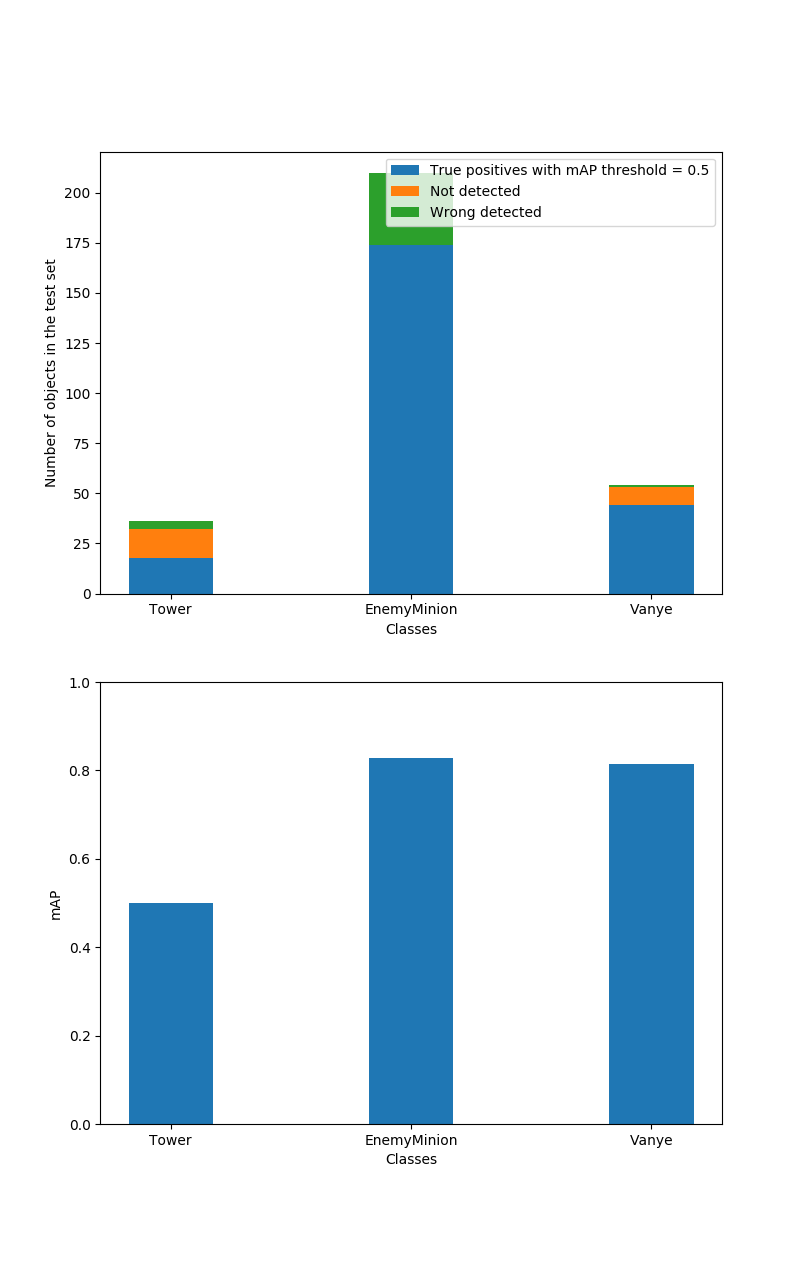 True positives with mAP threshold = 0.5
Not detected
Wrong detected
200
175
150
125
100
75
50
25
0
Number of objects in the test set
Tower
EnemyMinion
Vanye
Classes
1.0
0.8
0.6
0.4
0.2
0.0
mAP
Tower
EnemyMinion
Vanye
Classes